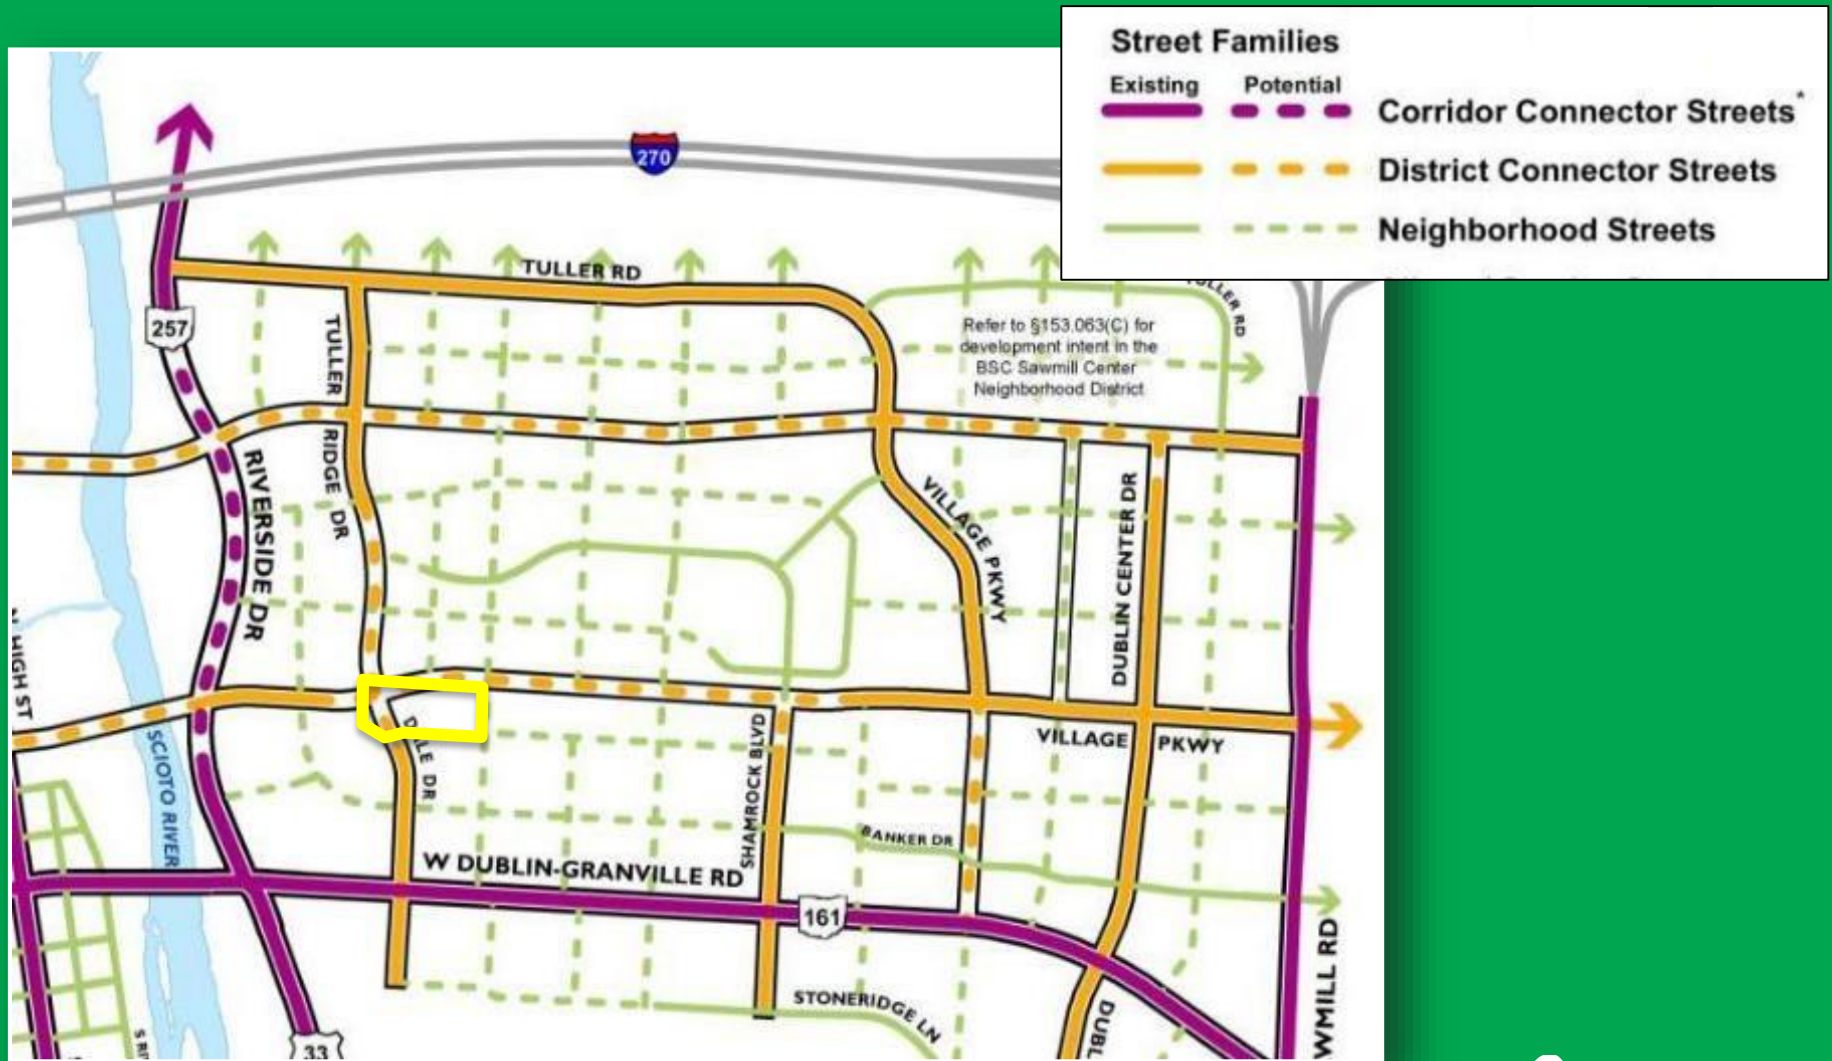 Street Families
Existing Potential
Corridor Connector Streets*
District Connector Streets
Neighborhood Streets
270
TULLER RD
257
TULLER
RIDGE DR
Refer to §153.063(C) for
development intent in the
BSC Sawmill Center
Neighborhood District
RIVERSIDE DR
VILLAGE PKWY
DUBLIN CENTER DR
HIGH ST
SCIOTO RIVER
DR
SHAMROCK BLVD
VILLAGE PKWY
BANKER DR
W DUBLIN-GRANVILLE RD
161
STONERIDGE LN
33